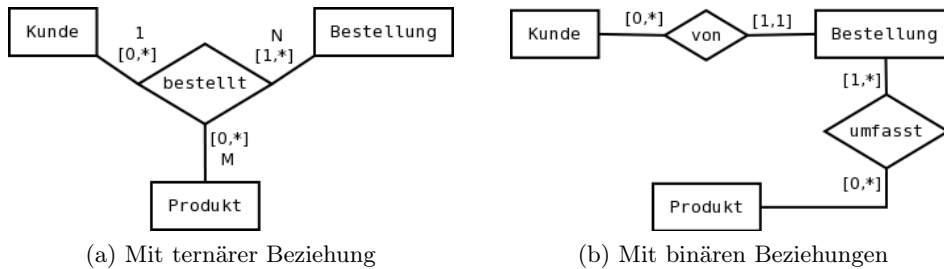 Kunde
1
[0,*]
N
[1,*]
Bestellung
bestellt
[0,*]
M
Produkt
(a) Mit ternärer Beziehung
Kunde
[0,*]
von
[1,1]
Bestellung
[1,*]
umfasst
[0,*]
Produkt
(b) Mit binären Beziehungen